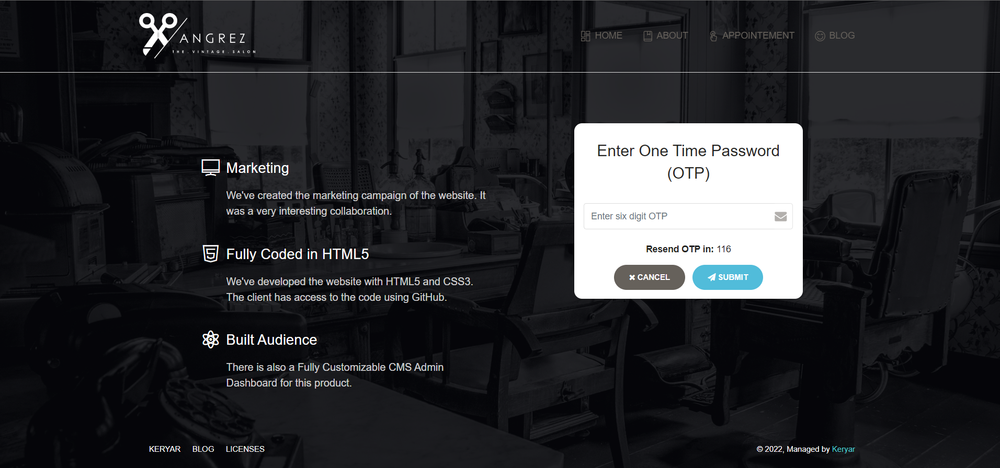 ANGREZ
THE.VINTAGE.SALON
HOME
ABOUT
APPOINTEMENT
BLOG
Marketing
We've created the marketing campaign of the website. It
was a very interesting collaboration.
Fully Coded in HTML5
We've developed the website with HTML5 and CSS3.
The client has access to the code using GitHub.
Built Audience
There is also a Fully Customizable CMS Admin
Dashboard for this product.
Enter One Time Password
(OTP)
Enter six digit OTP
Resend OTP in: 116
CANCEL
SUBMIT
KERYAR
BLOG
LICENSES
© 2022, Managed by Keryar